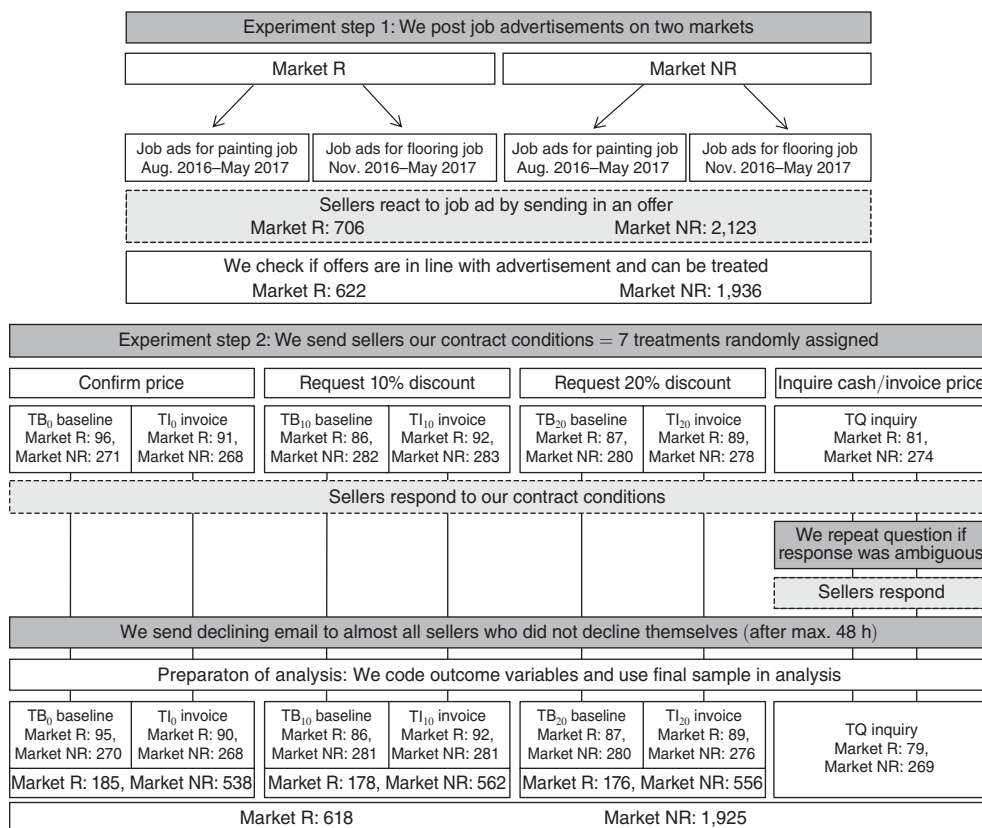 Experiment step 1: We post job advertisements on two markets
Market R
Market NR
Job ads for painting job
Aug. 2016–May 2017
Job ads for flooring job
Nov. 2016–May 2017
Job ads for painting job
Aug. 2016–May 2017
Job ads for flooring job
Nov. 2016–May 2017
Sellers react to job ad by sending in an offer
Market R: 706
Market NR: 2,123
We check if offers are in line with advertisement and can be treated
Market R: 622
Market NR: 1,936
Experiment step 2: We send sellers our contract conditions = 7 treatments randomly assigned
Confirm price
Request 10% discount
Request 20% discount
Inquire cash/invoice price
TB₀ baseline
Market R: 96,
Market NR: 271
TI₀ invoice
Market R: 91,
Market NR: 268
TB₁₀ baseline
Market R: 86,
Market NR: 282
TI₁₀ invoice
Market R: 92,
Market NR: 283
TB₂₀ baseline
Market R: 87,
Market NR: 280
TI₂₀ invoice
Market R: 89,
Market NR: 278
TQ inquiry
Market R: 81,
Market NR: 274
Sellers respond to our contract conditions
We repeat question if
response was ambiguous
Sellers respond
We send declining email to almost all sellers who did not decline themselves (after max. 48 h)
Preparaton of analysis: We code outcome variables and use final sample in analysis
TB₀ baseline
Market R: 95,
Market NR: 270
TI₀ invoice
Market R: 90,
Market NR: 268
TB₁₀ baseline
Market R: 86,
Market NR: 281
TI₁₀ invoice
Market R: 92,
Market NR: 281
TB₂₀ baseline
Market R: 87,
Market NR: 280
TI₂₀ invoice
Market R: 89,
Market NR: 276
TQ inquiry
Market R: 79,
Market NR: 269
Market R: 185, Market NR: 538
Market R: 178, Market NR: 562
Market R: 176, Market NR: 556
Market R: 618
Market NR: 1,925